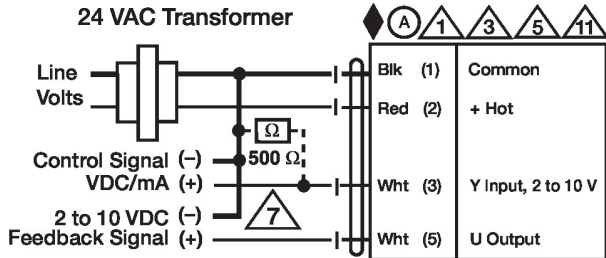 24 VAC Transformer
A 1 3 5 11
Line
Volts
Blk (1) Common
Red (2) + Hot
Ω
500 Ω
Control Signal (–)
VDC/mA (+)
Wht (3) Y Input, 2 to 10 V
7
2 to 10 VDC (–)
Feedback Signal (+)
Wht (5) U Output